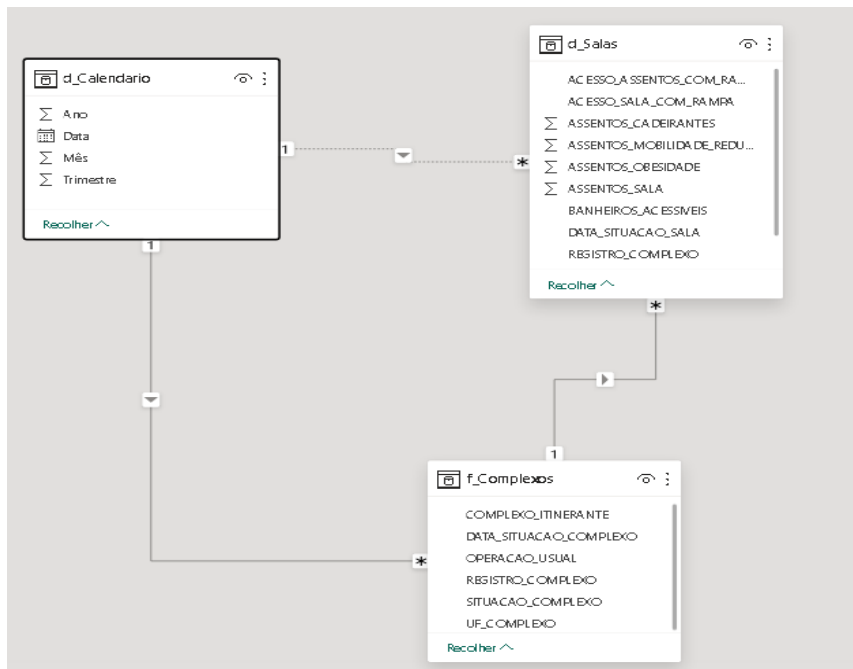 d_Calendario
Ano
Data
Mês
Trimestre
Recolher
1
*
1
d_Salas
ACESSO_ASSENTOS_COM_RA...
ACESSO_SALA_COM_RAMPA
ASSENTOS_CADEIRANTES
ASSENTOS_MOBILIDADE_REDU...
ASSENTOS_OBESIDADE
ASSENTOS_SALA
BANHEIROS_ACESSIVEIS
DATA_SITUACAO_SALA
REGISTRO_COMPLEXO
Recolher
*
1
*
f_Complexos
COMPLEXO_ITINERANTE
DATA_SITUACAO_COMPLEXO
OPERACAO_USUAL
REGISTRO_COMPLEXO
SITUACAO_COMPLEXO
UF_COMPLEXO
Recolher